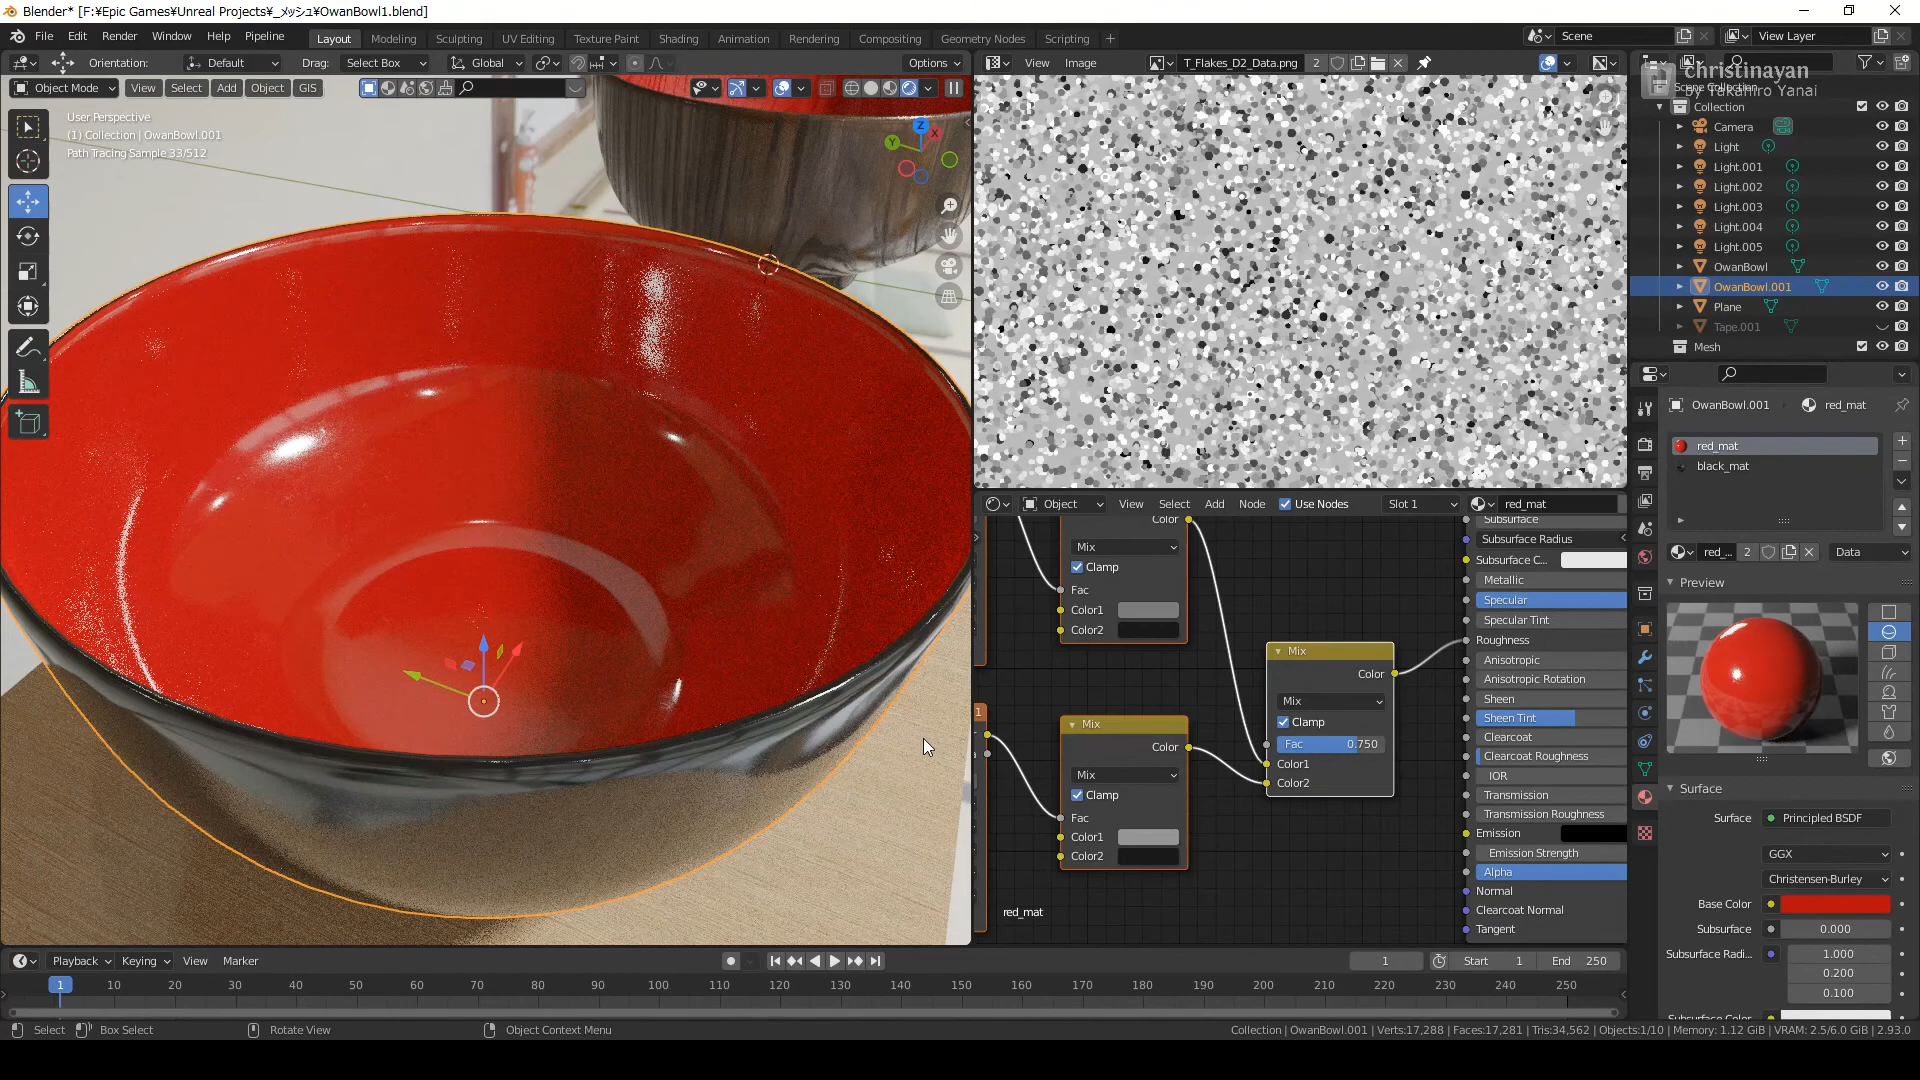 Blender* [F:¥Epic Games¥Unreal Projects¥_メッシュ¥OwanBowl1.blend]
File Edit Render Window Help Pipeline Layout Modeling Sculpting UV Editing Texture Paint Shading Animation Rendering Compositing Geometry Nodes Scripting + Scene View Layer
Orientation: Default Drag: Select Box Global Options View Image T_Flakes_D2_Data.png 2
Object Mode View Select Add Object GIS
christinayan
by Takahiro Yanai
User Perspective
(1) Collection | OwanBowl.001
Path Tracing Sample 33/512
Z
X
Y
Collection
Camera
Light
Light.001
Light.002
Light.003
Light.004
Light.005
OwanBowl
OwanBowl.001
Plane
Tape.001
Mesh
OwanBowl.001 red_mat
red_mat
black_mat
red_... 2 Data
Preview
Surface
Surface Principled BSDF
GGX
Christensen-Burley
Base Color
Subsurface 0.000
Subsurface Radi... 1.000
0.200
0.100
Subsurface Color
Object View Select Add Node Use Nodes Slot 1 red_mat
Color
Mix
Clamp
Fac
Color1
Color2
1
Mix
Color
Mix
Clamp
Fac
Color1
Color2
Mix
Color
Mix
Clamp
Fac 0.750
Color1
Color2
Subsurface
Subsurface Radius
Subsurface C...
Metallic
Specular
Specular Tint
Roughness
Anisotropic
Anisotropic Rotation
Sheen
Sheen Tint
Clearcoat
Clearcoat Roughness
IOR
Transmission
Transmission Roughness
Emission
Emission Strength
Alpha
Normal
Clearcoat Normal
Tangent
red_mat
Playback Keying View Marker 1 Start 1 End 250
1 10 20 30 40 50 60 70 80 90 100 110 120 130 140 150 160 170 180 190 200 210 220 230 240 250
Select Box Select Rotate View Object Context Menu Collection | OwanBowl.001 | Verts:17,288 | Faces:17,281 | Tris:34,562 | Objects:1/10 | Memory: 1.12 GiB | VRAM: 2.5/6.0 GiB | 2.93.0